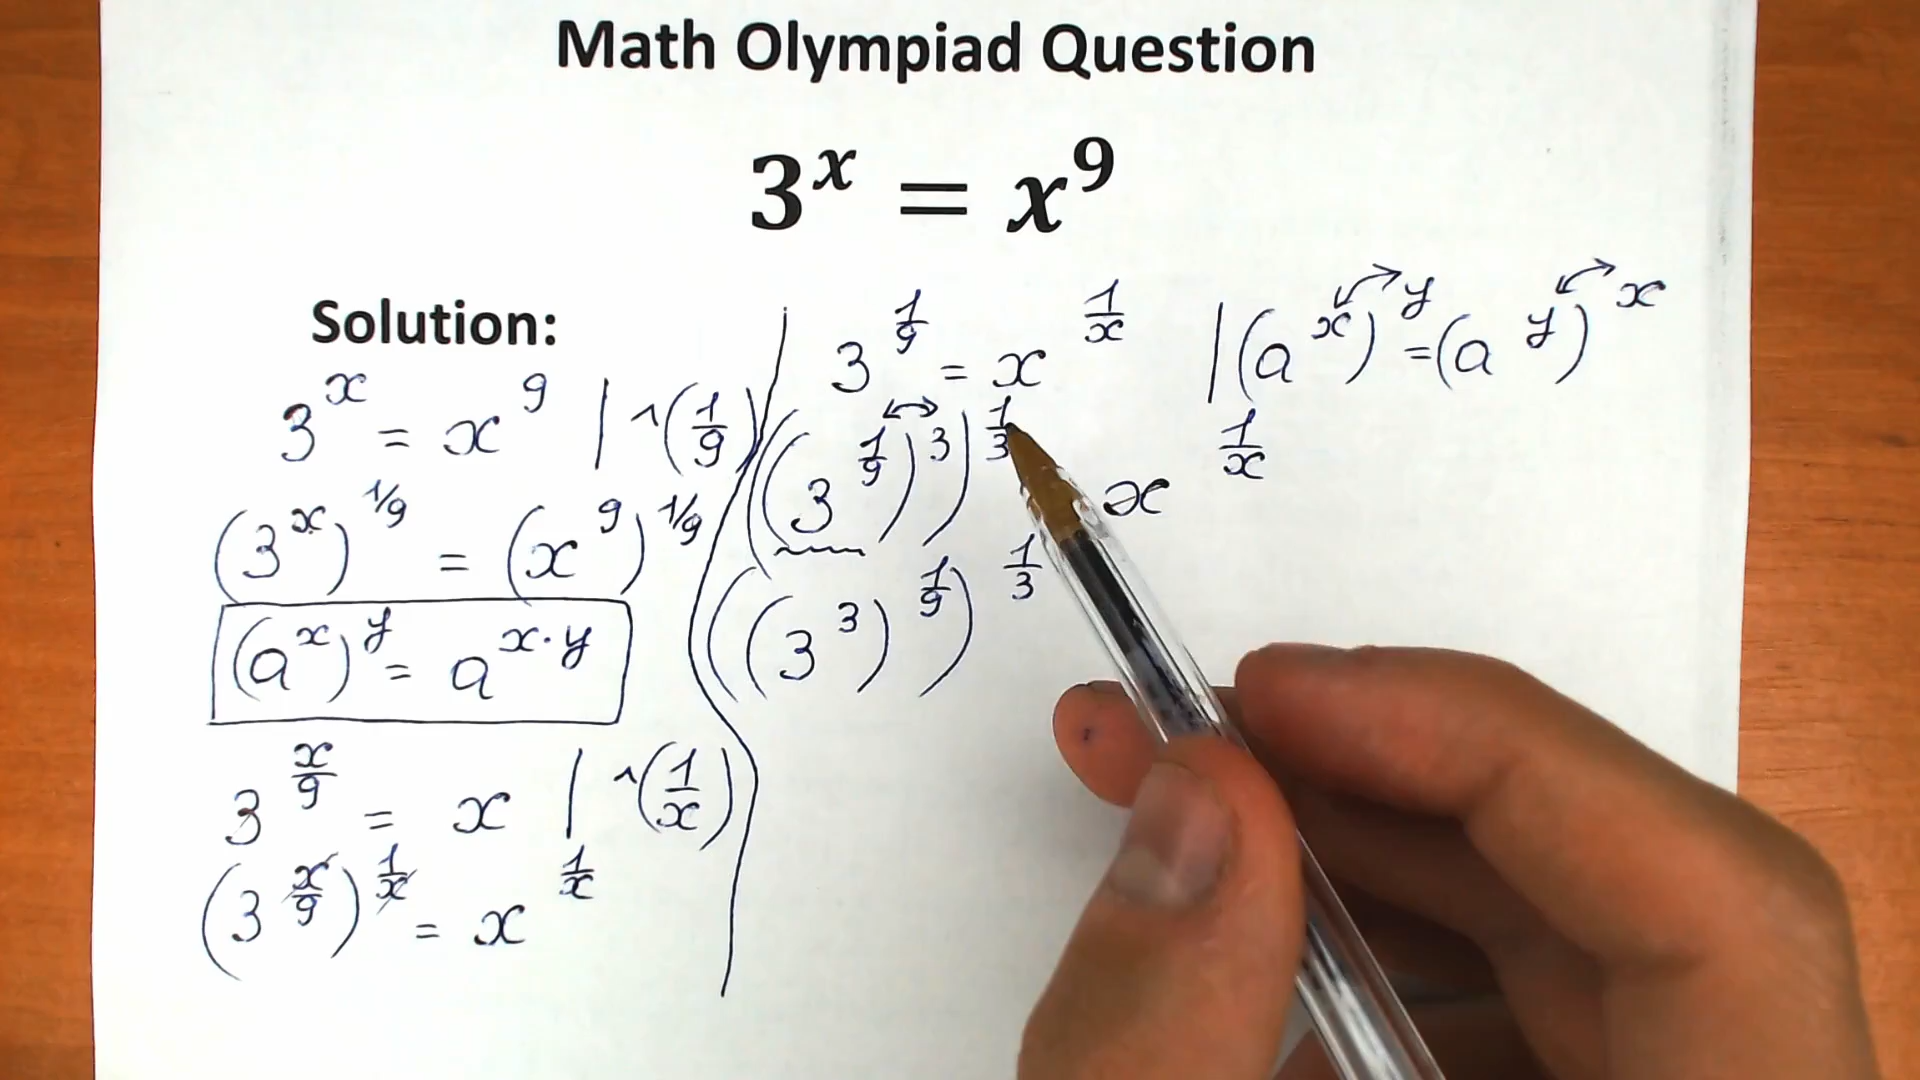 Math Olympiad Question
3^x = x^9
Solution:
3^x = x^9 | ^(1/9)
(3^x)^1/9 = (x^9)^1/9
(a^x)^y = a^x·y
3^x/9 = x | ^(1/x)
(3^x/9)^1/x = x^1/x
3^1/9 = x^1/x | (a^x)^y = (a^y)^x
((3^1/9)^3)^1/3 x^1/x
((3^3)^1/9)^1/3